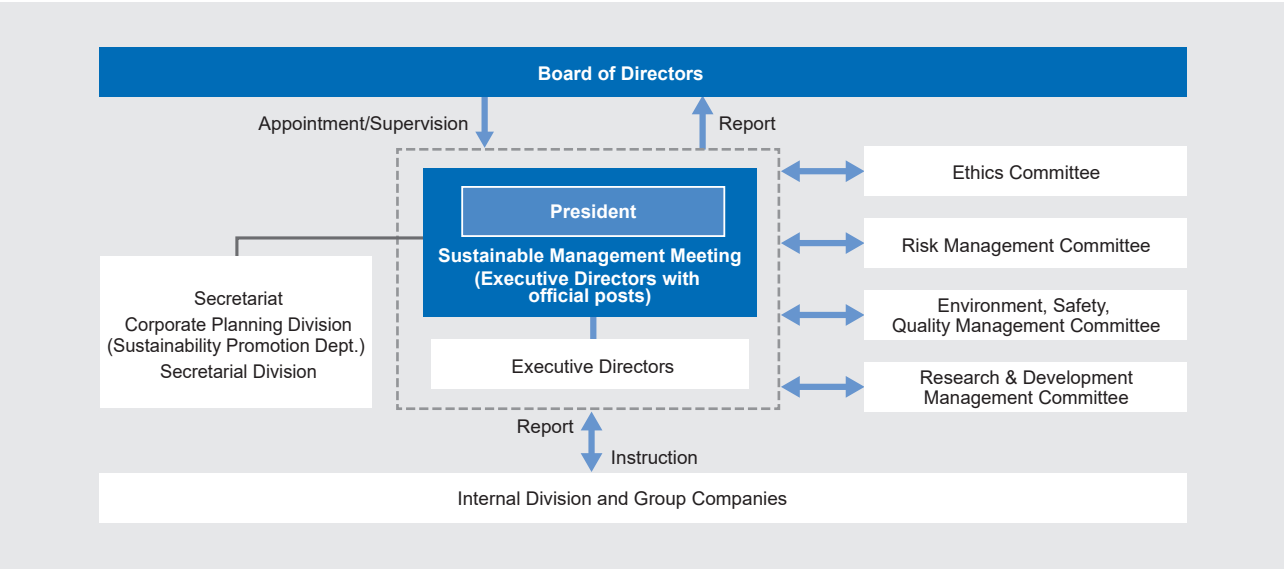 Board of Directors
Appointment/Supervision
Report
President
Sustainable Management Meeting
(Executive Directors with
official posts)
Executive Directors
Secretariat
Corporate Planning Division
(Sustainability Promotion Dept.)
Secretarial Division
Ethics Committee
Risk Management Committee
Environment, Safety,
Quality Management Committee
Research & Development
Management Committee
Report
Instruction
Internal Division and Group Companies